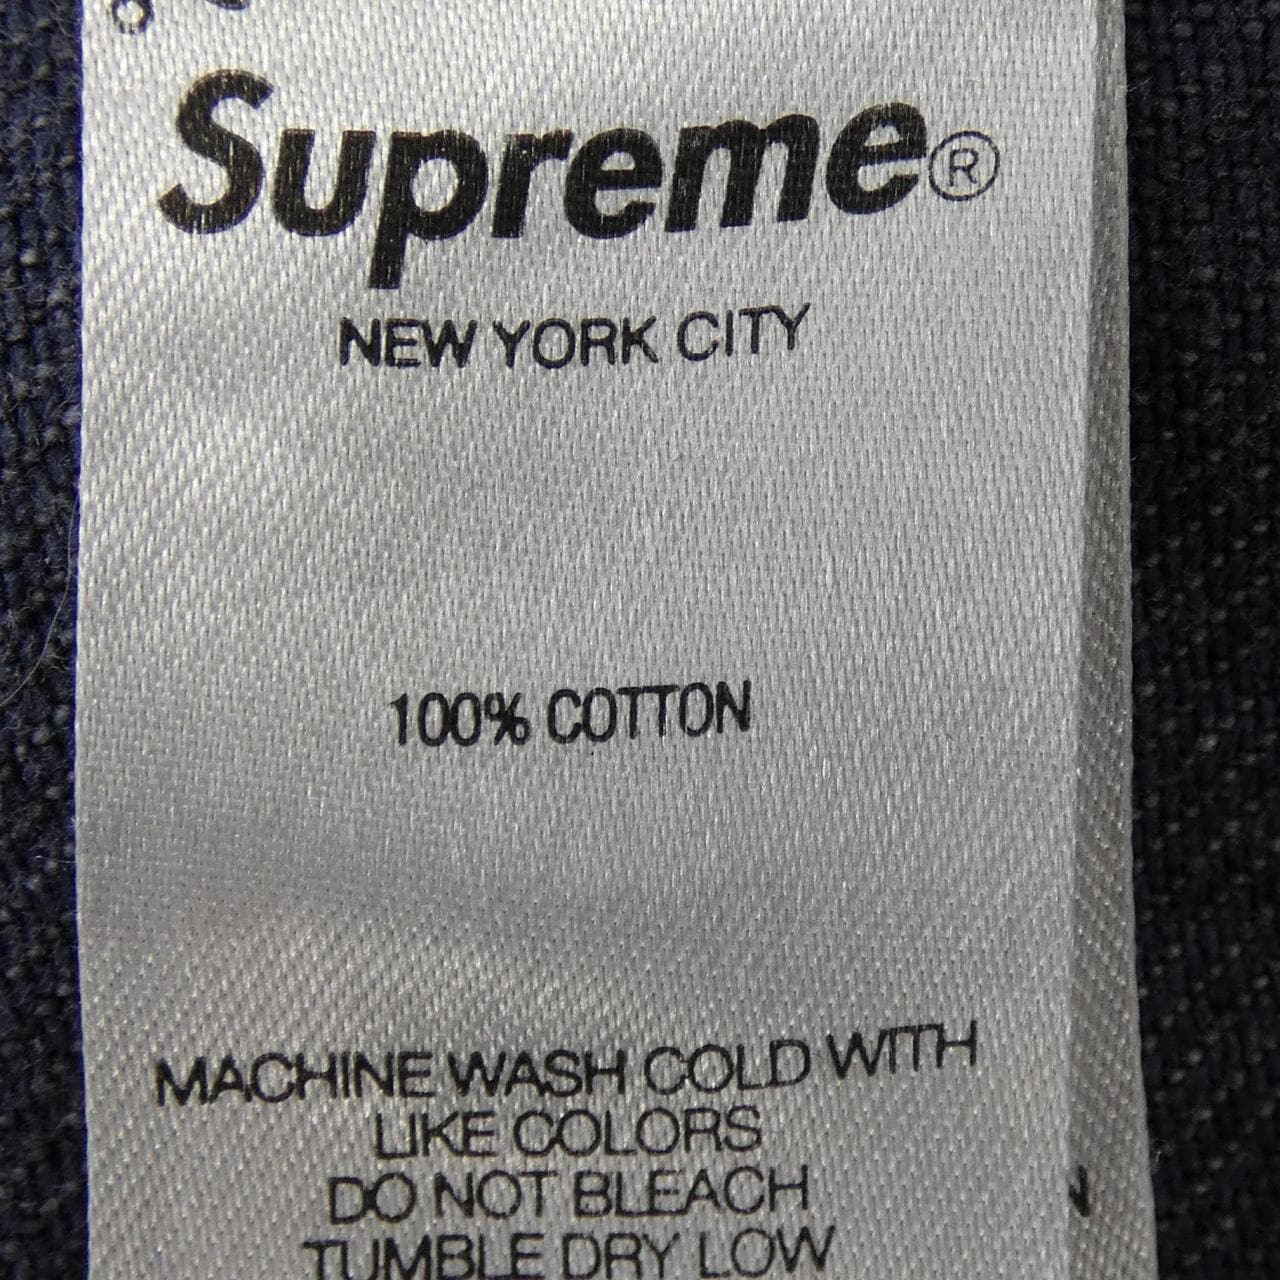 Supreme®
NEW YORK CITY
100% COTTON
MACHINE WASH COLD WITH
LIKE COLORS
DO NOT BLEACH
TUMBLE DRY LOW